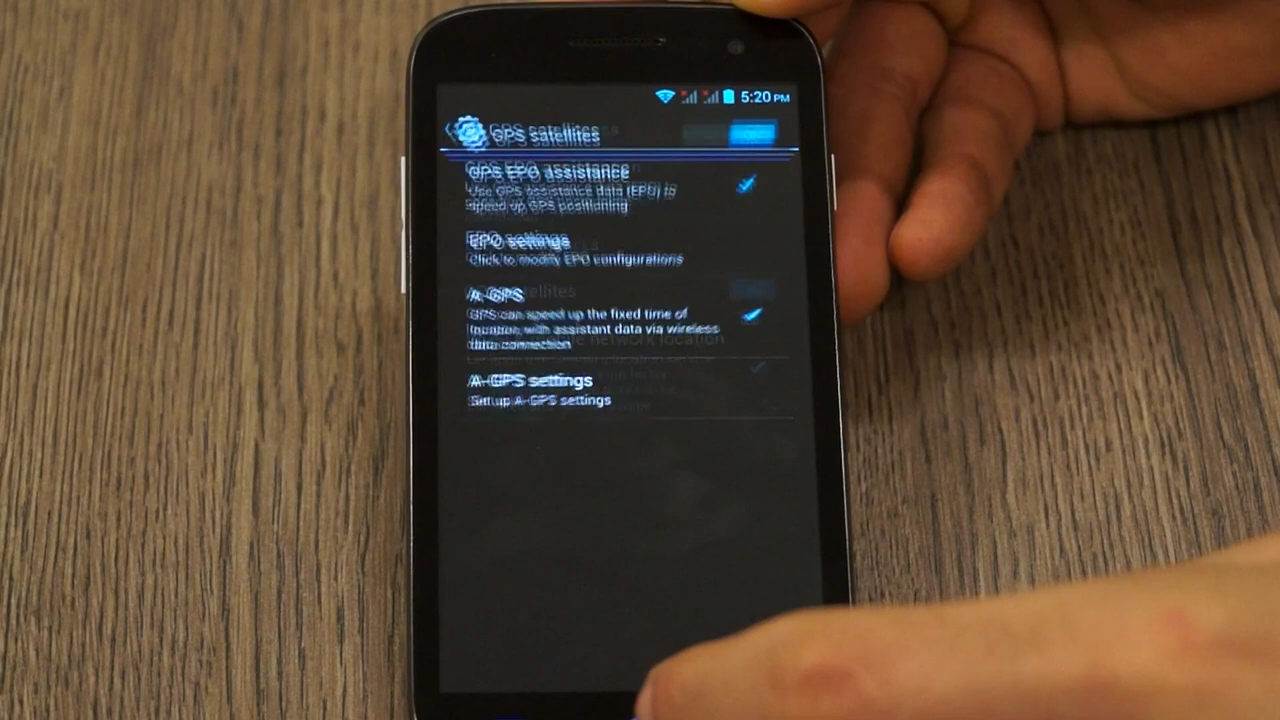 5:20 PM
GPS satellites
GPS EPO assistance
Use GPS assistance data (EPO) to
speed up GPS positioning
EPO settings
Click to modify EPO configurations
A-GPS
GPS can speed up the fixed time of
location, with assistant data via wireless
data connection
network location
A-GPS settings
Set up A-GPS settings